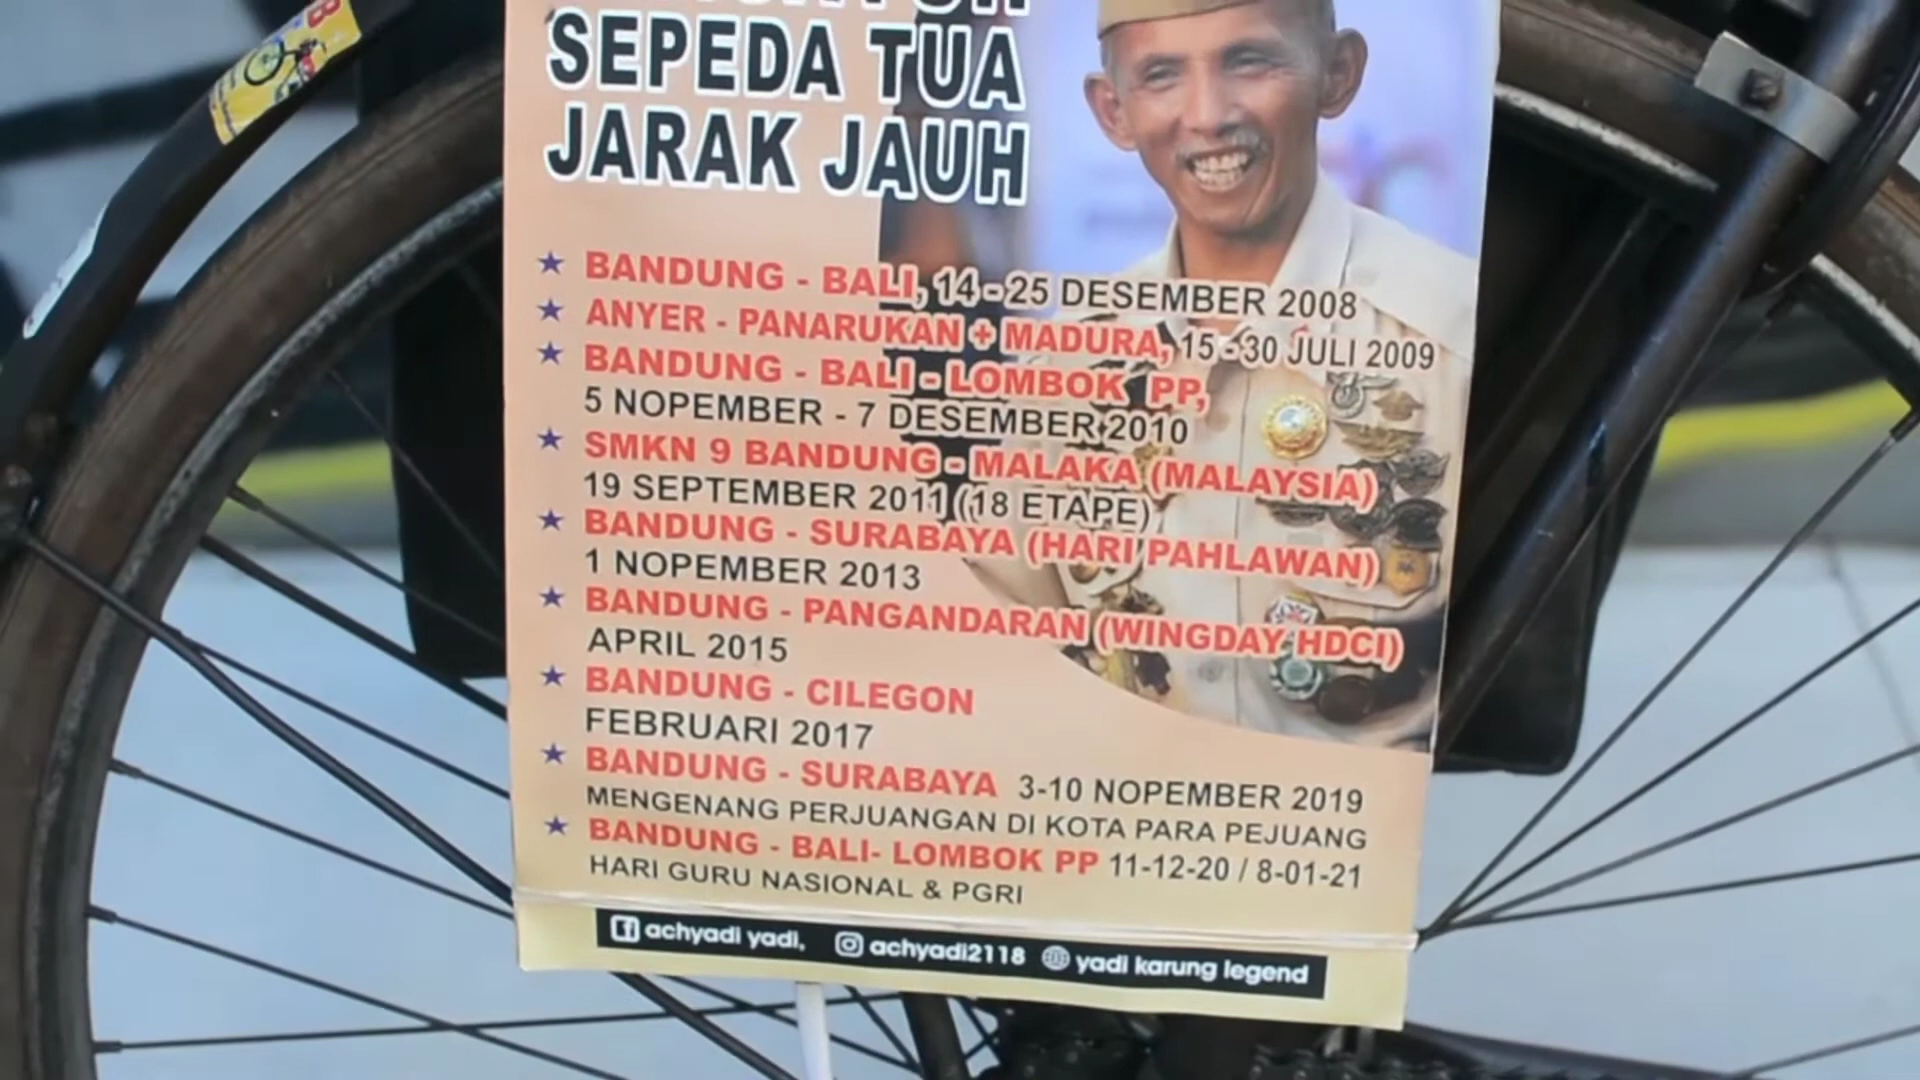 SEPEDA TUA
JARAK JAUH
BANDUNG - BALI, 14 - 25 DESEMBER 2008
ANYER - PANARUKAN + MADURA, 15 - 30 JULI 2009
BANDUNG - BALI - LOMBOK PP,
5 NOPEMBER - 7 DESEMBER 2010
SMKN 9 BANDUNG - MALAKA (MALAYSIA)
19 SEPTEMBER 2011 (18 ETAPE)
BANDUNG - SURABAYA (HARI PAHLAWAN)
1 NOPEMBER 2013
BANDUNG - PANGANDARAN (WINGDAY HDCI)
APRIL 2015
BANDUNG - CILEGON
FEBRUARI 2017
BANDUNG - SURABAYA 3-10 NOPEMBER 2019
MENGENANG PERJUANGAN DI KOTA PARA PEJUANG
BANDUNG - BALI- LOMBOK PP 11-12-20 / 8-01-21
HARI GURU NASIONAL & PGRI
achyadi yadi, achyadi2118 yadi karung legend